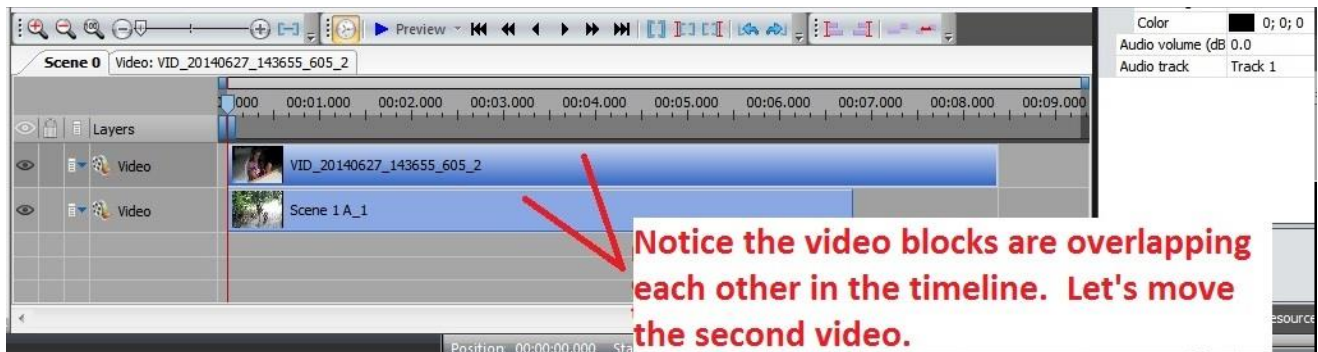 100
Preview
Color 0; 0; 0
Audio volume (dB 0.0
Audio track Track 1
Scene 0 Video: VID_20140627_143655_605_2
000 00:01.000 00:02.000 00:03.000 00:04.000 00:05.000 00:06.000 00:07.000 00:08.000 00:09.000
Layers
Video VID_20140627_143655_605_2
Video Scene 1 A_1
Notice the video blocks are overlapping
each other in the timeline. Let's move
the second video.
esource
Position 00:00:00.000 Sta